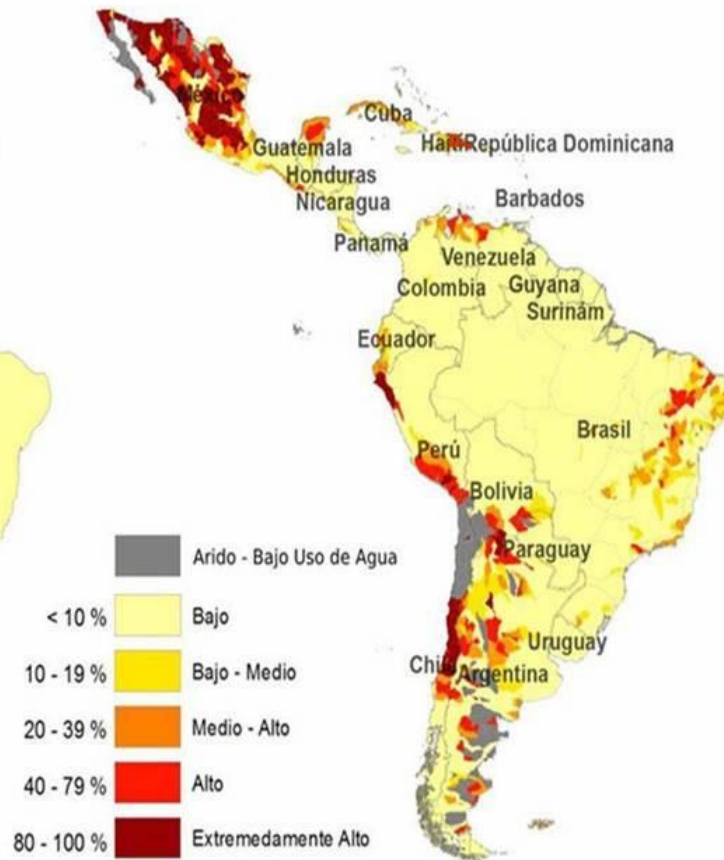 México
Cuba
Guatemala
Haití República Dominicana
Honduras
Nicaragua
Barbados
Panamá
Venezuela
Colombia
Guyana
Surinám
Ecuador
Brasil
Perú
Bolivia
Paraguay
Uruguay
Argentina
Arido - Bajo Uso de Agua
< 10 % Bajo
10 - 19 % Bajo - Medio
20 - 39 % Medio - Alto
40 - 79 % Alto
80 - 100 % Extremedamente Alto